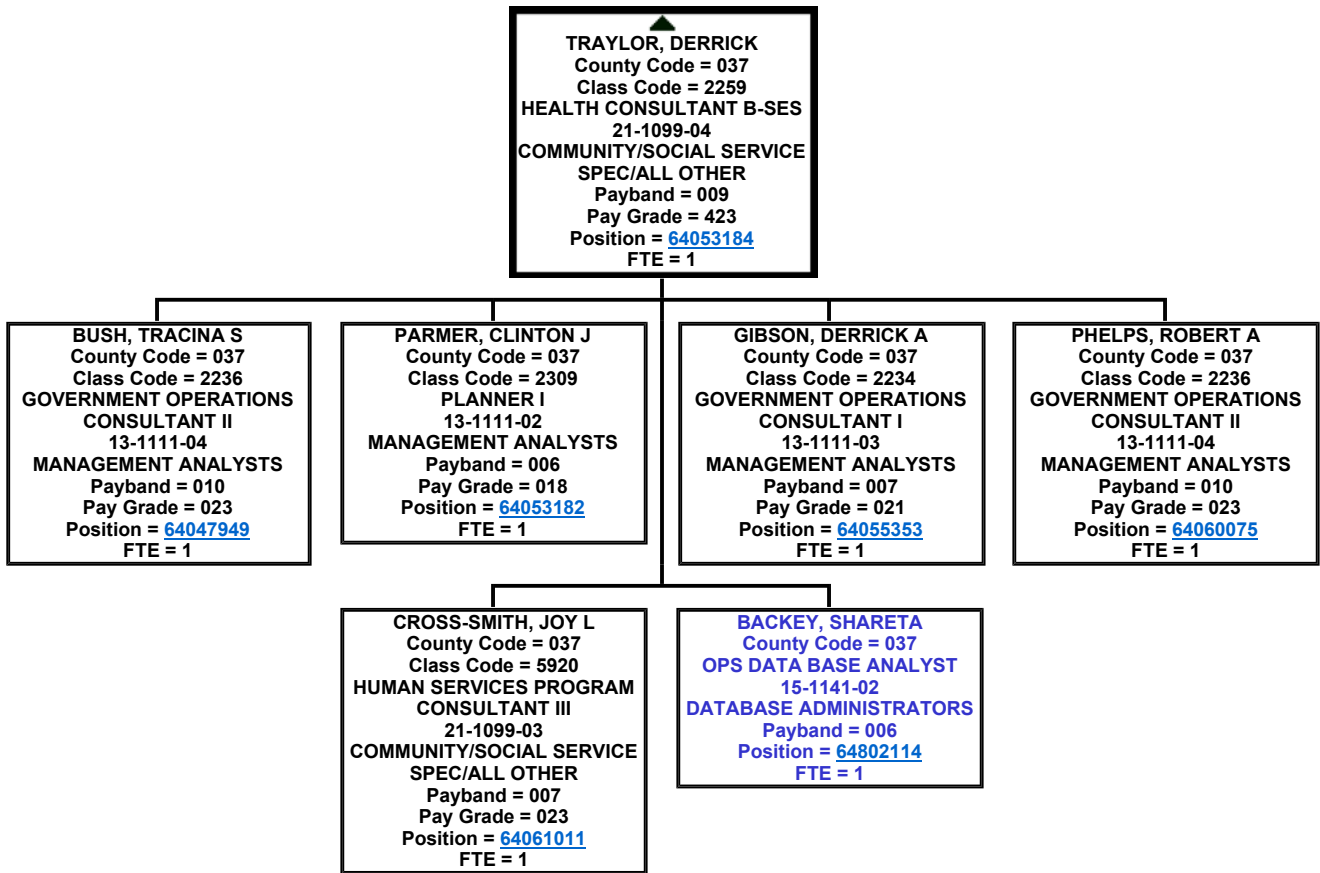 TRAYLOR, DERRICK
County Code = 037
Class Code = 2259
HEALTH CONSULTANT B-SES
21-1099-04
COMMUNITY/SOCIAL SERVICE
SPEC/ALL OTHER
Payband = 009
Pay Grade = 423
Position = 64053184
FTE = 1
BUSH, TRACINA S
County Code = 037
Class Code = 2236
GOVERNMENT OPERATIONS
CONSULTANT II
13-1111-04
MANAGEMENT ANALYSTS
Payband = 010
Pay Grade = 023
Position = 64047949
FTE = 1
PARMER, CLINTON J
County Code = 037
Class Code = 2309
PLANNER I
13-1111-02
MANAGEMENT ANALYSTS
Payband = 006
Pay Grade = 018
Position = 64053182
FTE = 1
GIBSON, DERRICK A
County Code = 037
Class Code = 2234
GOVERNMENT OPERATIONS
CONSULTANT I
13-1111-03
MANAGEMENT ANALYSTS
Payband = 007
Pay Grade = 021
Position = 64055353
FTE = 1
PHELPS, ROBERT A
County Code = 037
Class Code = 2236
GOVERNMENT OPERATIONS
CONSULTANT II
13-1111-04
MANAGEMENT ANALYSTS
Payband = 010
Pay Grade = 023
Position = 64060075
FTE = 1
CROSS-SMITH, JOY L
County Code = 037
Class Code = 5920
HUMAN SERVICES PROGRAM
CONSULTANT III
21-1099-03
COMMUNITY/SOCIAL SERVICE
SPEC/ALL OTHER
Payband = 007
Pay Grade = 023
Position = 64061011
FTE = 1
BACKEY, SHARETA
County Code = 037
OPS DATA BASE ANALYST
15-1141-02
DATABASE ADMINISTRATORS
Payband = 006
Position = 64802114
FTE = 1